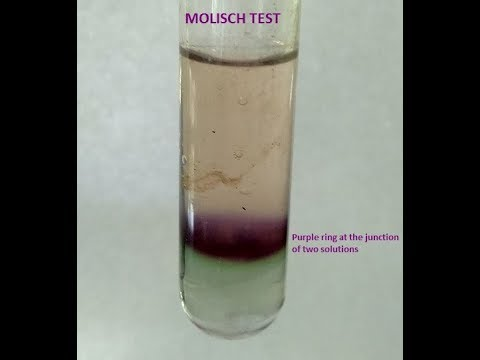 MOLISCH TEST
Purple ring at the junction
of two solutions